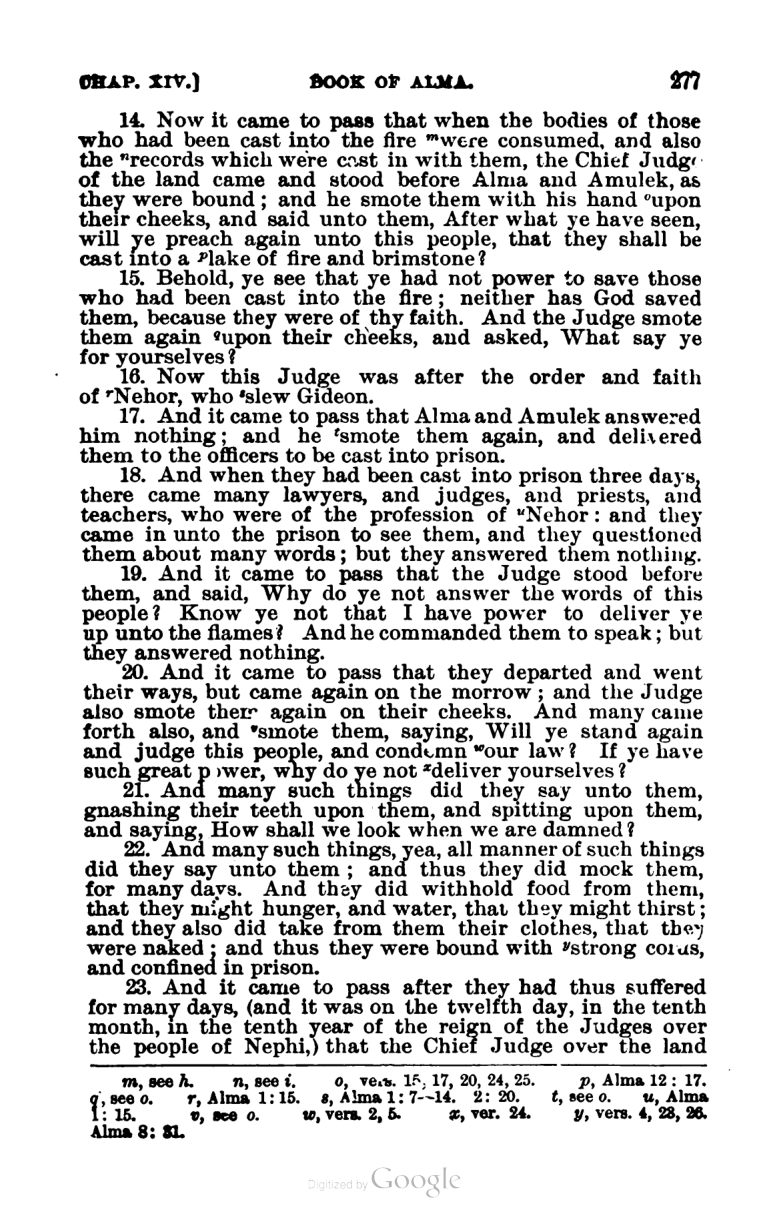 CHAP. XIV.] BOOK OF ALMA. 277
14. Now it came to pass that when the bodies of those
who had been cast into the fire ᵐwere consumed, and also
the ⁿrecords which were cast in with them, the Chief Judge
of the land came and stood before Alma and Amulek, as
they were bound; and he smote them with his hand ᵒupon
their cheeks, and said unto them, After what ye have seen,
will ye preach again unto this people, that they shall be
cast into a ᵖlake of fire and brimstone?
15. Behold, ye see that ye had not power to save those
who had been cast into the fire; neither has God saved
them, because they were of thy faith. And the Judge smote
them again qupon their cheeks, and asked, What say ye
for yourselves?
16. Now this Judge was after the order and faith
of ʳNehor, who ˢslew Gideon.
17. And it came to pass that Alma and Amulek answered
him nothing; and he ᵗsmote them again, and delivered
them to the officers to be cast into prison.
18. And when they had been cast into prison three days,
there came many lawyers, and judges, and priests, and
teachers, who were of the profession of ᵘNehor: and they
came in unto the prison to see them, and they questioned
them about many words; but they answered them nothing.
19. And it came to pass that the Judge stood before
them, and said, Why do ye not answer the words of this
people? Know ye not that I have power to deliver ye
up unto the flames? And he commanded them to speak; but
they answered nothing.
20. And it came to pass that they departed and went
their ways, but came again on the morrow; and the Judge
also smote them again on their cheeks. And many came
forth also, and ᵛsmote them, saying, Will ye stand again
and judge this people, and condemn ʷour law? If ye have
such great power, why do ye not ˣdeliver yourselves?
21. And many such things did they say unto them,
gnashing their teeth upon them, and spitting upon them,
and saying, How shall we look when we are damned?
22. And many such things, yea, all manner of such things
did they say unto them; and thus they did mock them,
for many days. And they did withhold food from them,
that they might hunger, and water, that they might thirst;
and they also did take from them their clothes, that they
were naked; and thus they were bound with ʸstrong cords,
and confined in prison.
23. And it came to pass after they had thus suffered
for many days, (and it was on the twelfth day, in the tenth
month, in the tenth year of the reign of the Judges over
the people of Nephi,) that the Chief Judge over the land
m, see h. n, see i. o, vers. 15, 17, 20, 24, 25. p, Alma 12: 17.
q, see o. r, Alma 1: 15. s, Alma 1: 7--14. 2: 20. t, see o. u, Alma
1: 15. v, see o. w, vers. 2, 5. x, ver. 24. y, vers. 4, 23, 26.
Alma 8: 31.
Digitized by Google